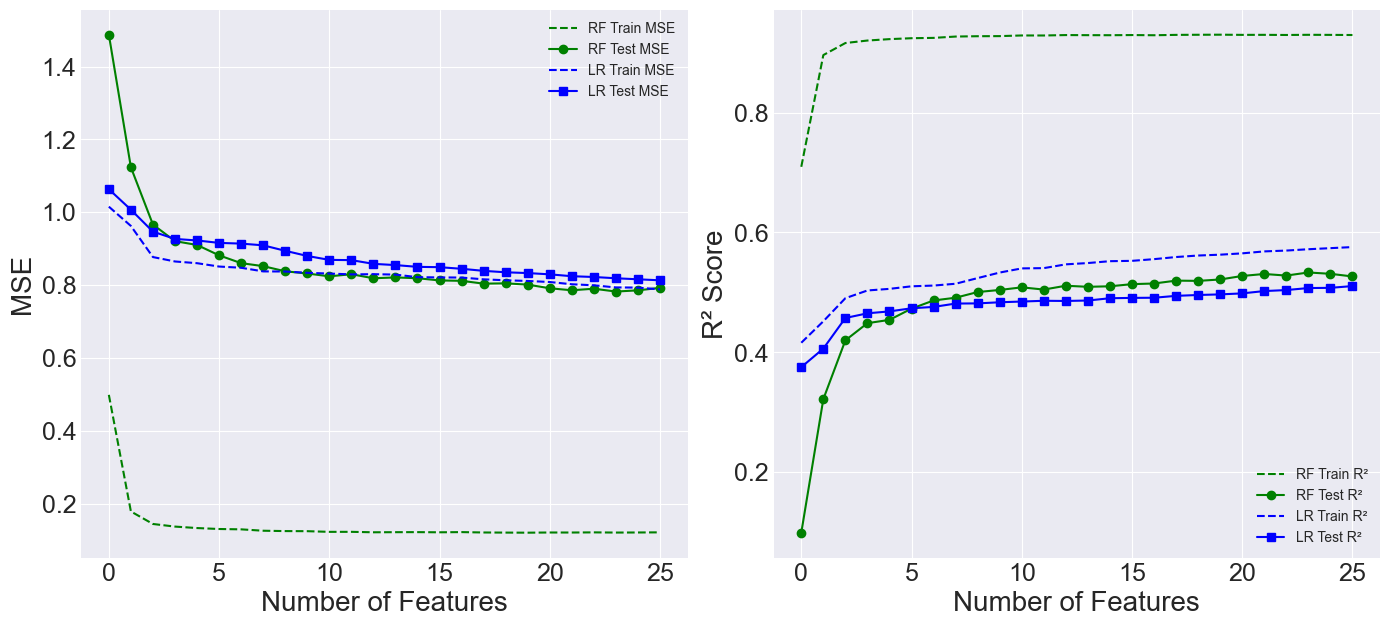 MSE
1.4
1.2
1.0
0.8
0.6
0.4
0.2
0 5 10 15 20 25
Number of Features
RF Train MSE
RF Test MSE
LR Train MSE
LR Test MSE
R² Score
0.8
0.6
0.4
0.2
0 5 10 15 20 25
Number of Features
RF Train R²
RF Test R²
LR Train R²
LR Test R²